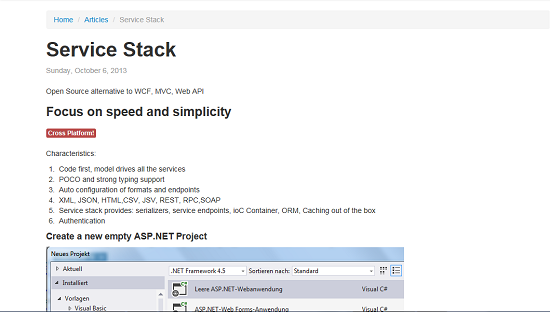 Home / Articles / Service Stack
Service Stack
Sunday, October 6, 2013
Open Source alternative to WCF, MVC, Web API
Focus on speed and simplicity
Cross Platform!
Characteristics:
1. Code first, model drives all the services
2. POCO and strong typing support
3. Auto configuration of formats and endpoints
4. XML, JSON, HTML,CSV, JSV, REST, RPC,SOAP
5. Service stack provides: serializers, service endpoints, ioC Container, ORM, Caching out of the box
6. Authentication
Create a new empty ASP.NET Project
Neues Projekt
Aktuell
.NET Framework 4.5 Sortieren nach: Standard
Installiert
Leere ASP.NET-Webanwendung Visual C#
Vorlagen
Visual Basic
ASP.NET-Web Forms-Anwendung Visual C#